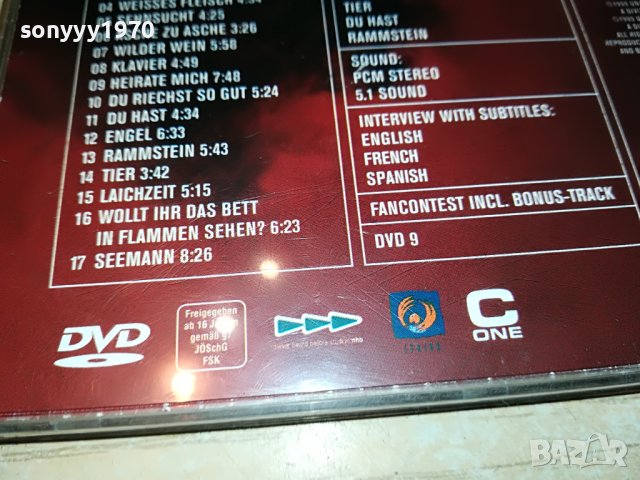 sonyyy1970
04 WEISSES FLEISCH 4:34
4:25
ZU ASCHE 3:26
07 WILDER WEIN 5:58
08 KLAVIER 4:49
09 HEIRATE MICH 7:48
10 DU RIECHST SO GUT 5:24
11 DU HAST 4:34
12 ENGEL 6:33
13 RAMMSTEIN 5:43
14 TIER 3:42
15 LAICHZEIT 5:15
16 WOLLT IHR DAS BETT
IN FLAMMEN SEHEN? 6:23
17 SEEMANN 8:26
TIER
DU HAST
RAMMSTEIN
SOUND:
PCM STEREO
5.1 SOUND
INTERVIEW WITH SUBTITLES:
ENGLISH
FRENCH
SPANISH
FANCONTEST INCL. BONUS-TRACK
DVD 9
DVD
Freigegeben
ab 16
gemäß §7
JÖSchG
FSK
C
ONE
BAZAR